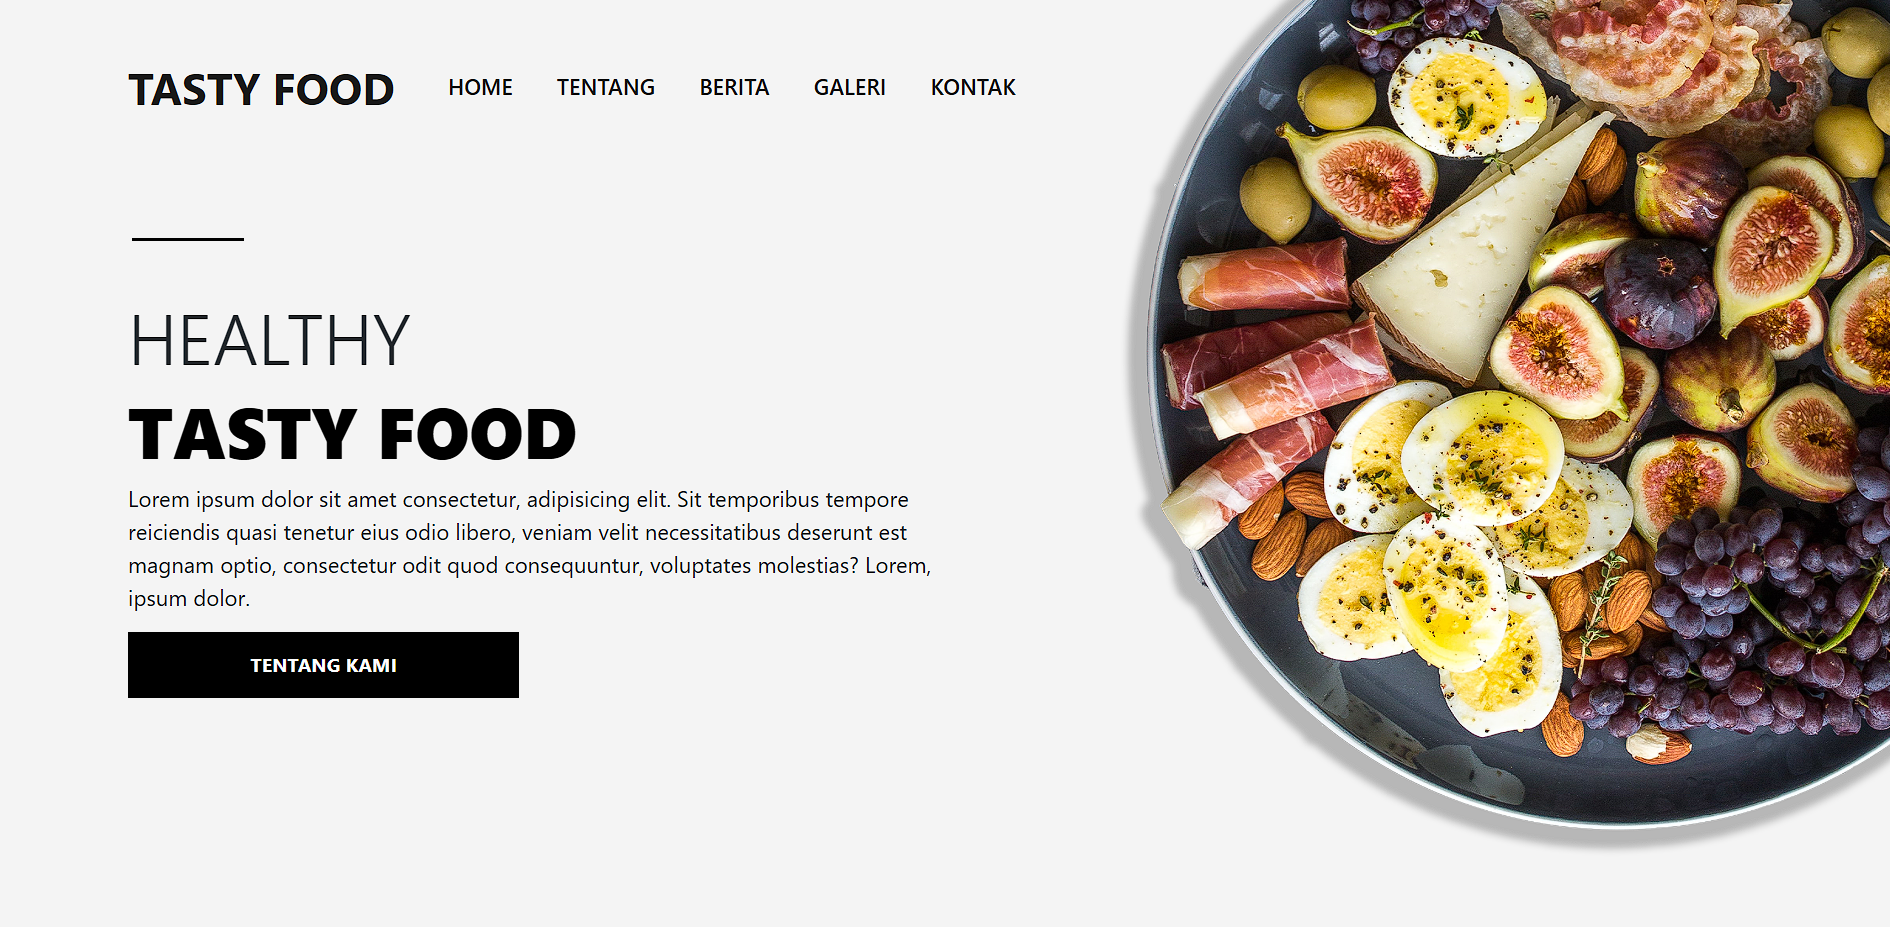 TASTY FOOD HOME TENTANG BERITA GALERI KONTAK
HEALTHY
TASTY FOOD
Lorem ipsum dolor sit amet consectetur, adipisicing elit. Sit temporibus tempore
reiciendis quasi tenetur eius odio libero, veniam velit necessitatibus deserunt est
magnam optio, consectetur odit quod consequuntur, voluptates molestias? Lorem,
ipsum dolor.
TENTANG KAMI